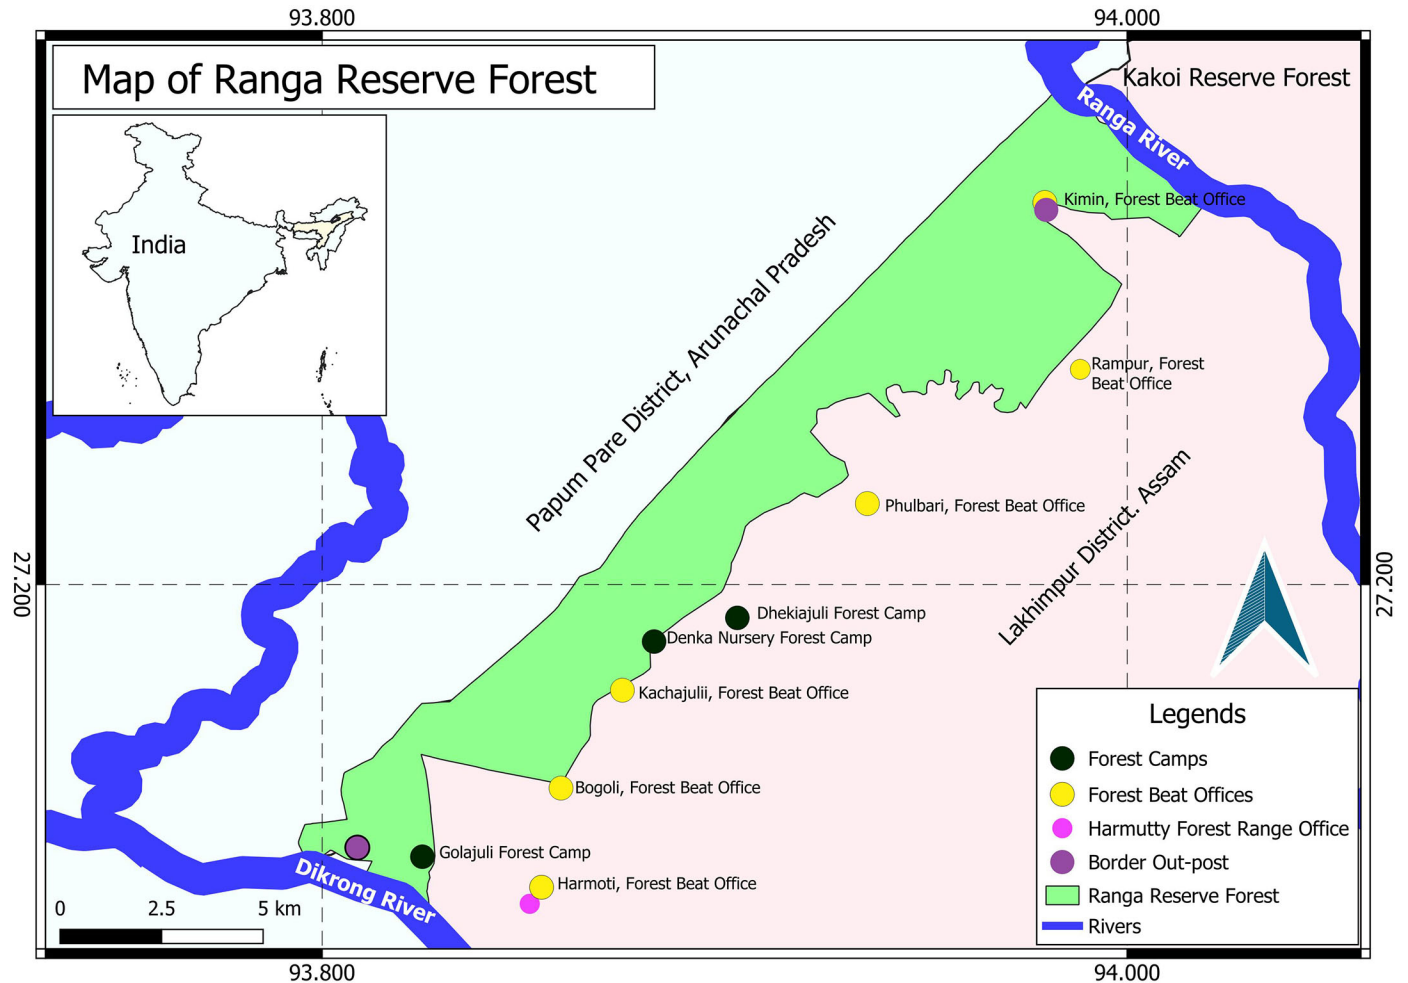 93.800
94.000
Map of Ranga Reserve Forest
Kakoi Reserve Forest
Ranga River
India
Kimin, Forest Beat Office
Papum Pare District, Arunachal Pradesh
Rampur, Forest
Beat Office
Phulbari, Forest Beat Office
Lakhimpur District. Assam
27.200
27.200
Dhekiajuli Forest Camp
Denka Nursery Forest Camp
Kachajulii, Forest Beat Office
Bogoli, Forest Beat Office
Golajuli Forest Camp
Harmoti, Forest Beat Office
Dikrong River
0
2.5
5 km
Legends
Forest Camps
Forest Beat Offices
Harmutty Forest Range Office
Border Out-post
Ranga Reserve Forest
Rivers
93.800
94.000